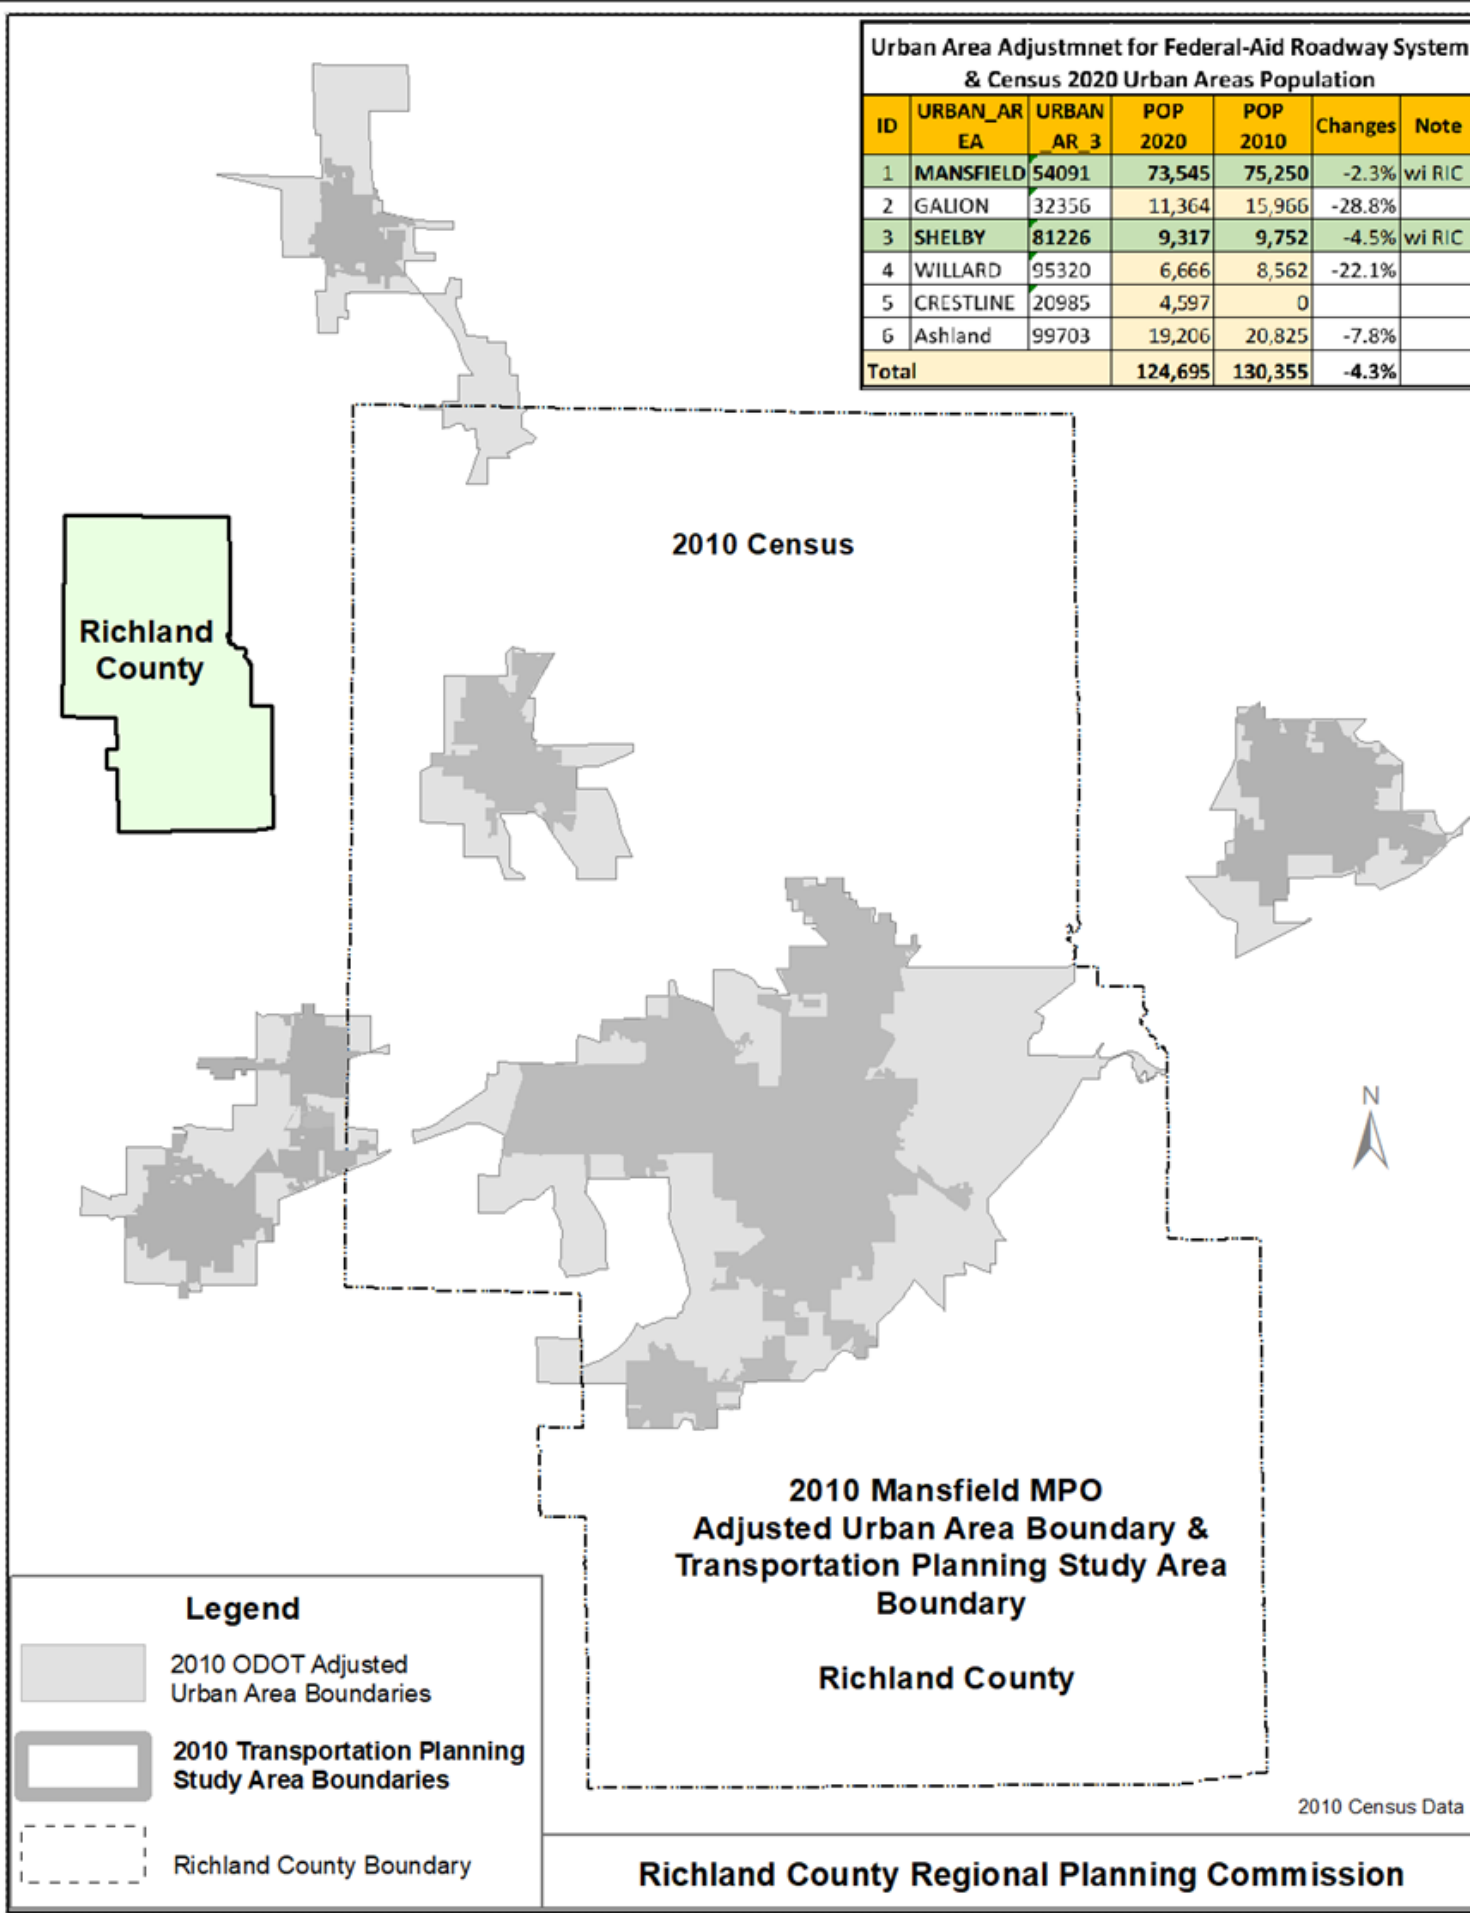 Urban Area Adjustmnet for Federal-Aid Roadway System
& Census 2020 Urban Areas Population
ID URBAN_AR EA URBAN _AR_3 POP 2020 POP 2010 Changes Note
1 MANSFIELD 54091 73,545 75,250 -2.3% wi RIC
2 GALION 32356 11,364 15,966 -28.8%
3 SHELBY 81226 9,317 9,752 -4.5% wi RIC
4 WILLARD 95320 6,666 8,562 -22.1%
5 CRESTLINE 20985 4,597 0
6 Ashland 99703 19,206 20,825 -7.8%
Total 124,695 130,355 -4.3%
2010 Census
Richland
County
N
2010 Mansfield MPO
Adjusted Urban Area Boundary &
Transportation Planning Study Area
Boundary
Richland County
Legend
2010 ODOT Adjusted
Urban Area Boundaries
2010 Transportation Planning
Study Area Boundaries
Richland County Boundary
2010 Census Data
Richland County Regional Planning Commission